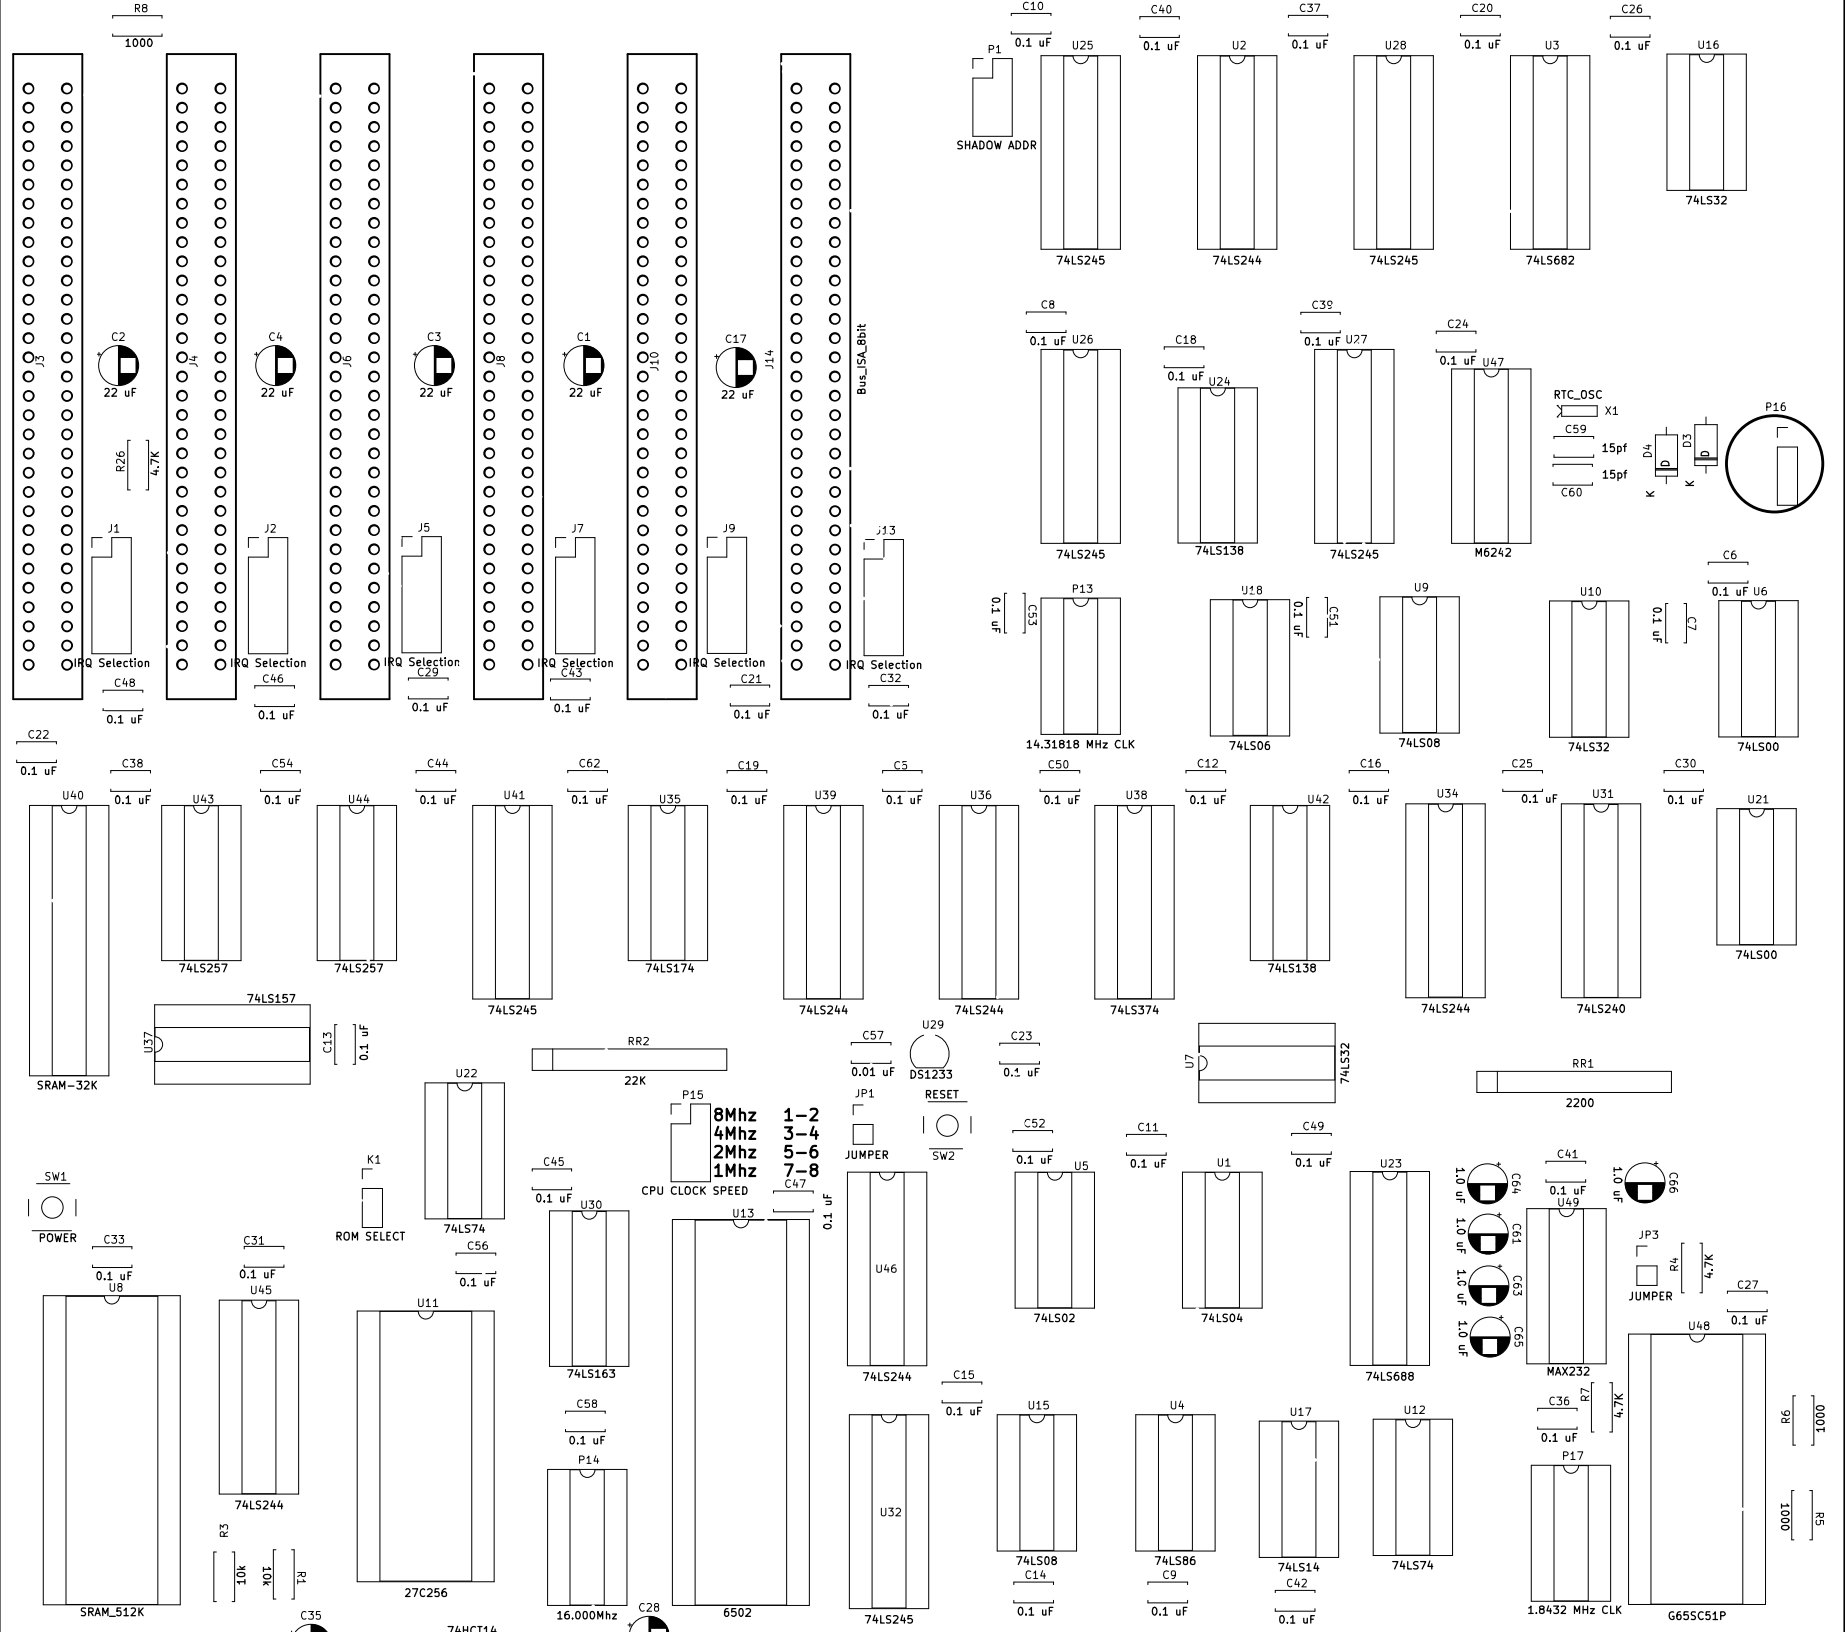 R8
1000
C10
0.1 uF
C40
0.1 uF
C37
0.1 uF
C20
0.1 uF
C26
0.1 uF
P1
SHADOW ADDR
U25
74LS245
U2
74LS244
U28
74LS245
U3
74LS682
U16
74LS32
J3
C2
22 uF
J4
C4
22 uF
J6
C3
22 uF
J8
C1
22 uF
J10
C17
22 uF
J14
Bus_ISA_8bit
R26
4.7K
C8
0.1 uF
U26
74LS245
C18
0.1 uF
U24
74LS138
C39
0.1 uF
U27
74LS245
C24
0.1 uF
U47
M6242
RTC_OSC
X1
C59
15pf
15pf
C60
D4
D
K
D3
D
K
P16
J1
IRQ Selection
J2
IRQ Selection
J5
IRQ Selection
J7
IRQ Selection
J9
IRQ Selection
J13
IRQ Selection
C48
0.1 uF
C46
0.1 uF
C29
0.1 uF
C43
0.1 uF
C21
0.1 uF
C32
0.1 uF
0.1 uF
C53
P13
14.31818 MHz CLK
U18
74LS06
0.1 uF
C51
U9
74LS08
U10
74LS32
0.1 uF
C7
C6
0.1 uF
U6
74LS00
C22
0.1 uF
C38
0.1 uF
C54
0.1 uF
C44
0.1 uF
C62
0.1 uF
C19
0.1 uF
C5
0.1 uF
C50
0.1 uF
C12
0.1 uF
C16
0.1 uF
C25
0.1 uF
C30
0.1 uF
U40
SRAM-32K
U43
74LS257
U44
74LS257
U41
74LS245
U35
74LS174
U39
74LS244
U36
74LS244
U38
74LS374
U42
74LS138
U34
74LS244
U31
74LS240
U21
74LS00
74LS157
U37
C13
0.1 uF
RR2
22K
C57
0.01 uF
U29
DS1233
C23
0.1 uF
U7
74LS32
RR1
2200
U22
74LS74
P15
8Mhz 1-2
4Mhz 3-4
2Mhz 5-6
1Mhz 7-8
CPU CLOCK SPEED
JP1
JUMPER
RESET
SW2
C52
0.1 uF
C11
0.1 uF
C49
0.1 uF
SW1
POWER
K1
ROM SELECT
C45
0.1 uF
C47
0.1 uF
U30
74LS163
U13
6502
U46
74LS244
U5
74LS02
U1
74LS04
U23
74LS688
1.0 uF
C64
1.0 uF
C61
C63
1.0 uF
C65
C41
0.1 uF
U49
MAX232
1.0 uF
C66
JP3
JUMPER
R4
4.7K
C27
0.1 uF
U48
G65SC51P
C33
0.1 uF
C31
0.1 uF
C56
0.1 uF
U8
SRAM_512K
U45
74LS244
U11
27C256
C58
0.1 uF
P14
16.000Mhz
C15
0.1 uF
U32
74LS245
U15
74LS08
U4
74LS86
U17
74LS14
U12
74LS74
R7
4.7K
C36
0.1 uF
P17
1.8432 MHz CLK
R6
1000
1000
R5
R3
10k
10k
R1
C14
0.1 uF
C9
0.1 uF
C42
0.1 uF
C35
74HCT14
C28